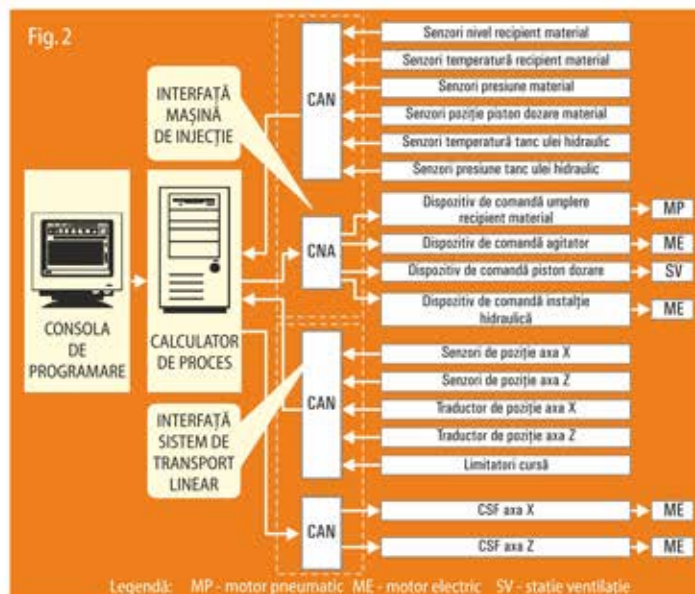 Fig. 2
CONSOLA
DE
PROGRAMARE
CALCULATOR
DE PROCES
INTERFAȚĂ
MAȘINĂ
DE INJECȚIE
INTERFAȚĂ
SISTEM DE
TRANSPORT
LINEAR
CAN
Senzori nivel recipient material
Senzori temperatură recipient material
Senzori presiune material
Senzori poziție piston dozare material
Senzori temperatură tanc ulei hidraulic
Senzori presiune tanc ulei hidraulic
CNA
Dispozitiv de comandă umplere
recipient material
MP
Dispozitiv de comandă agitator
ME
Dispozitiv de comandă piston dozare
SV
Dispozitiv de comandă instalție
hidraulică
ME
CAN
Senzori de poziție axa X
Senzori de poziție axa Z
Traductor de poziție axa X
Traductor de poziție axa Z
Limitatori cursă
CAN
CSF axa X
ME
CSF axa Z
ME
Legendă: MP - motor pneumatic ME - motor electric SV - stație ventilație